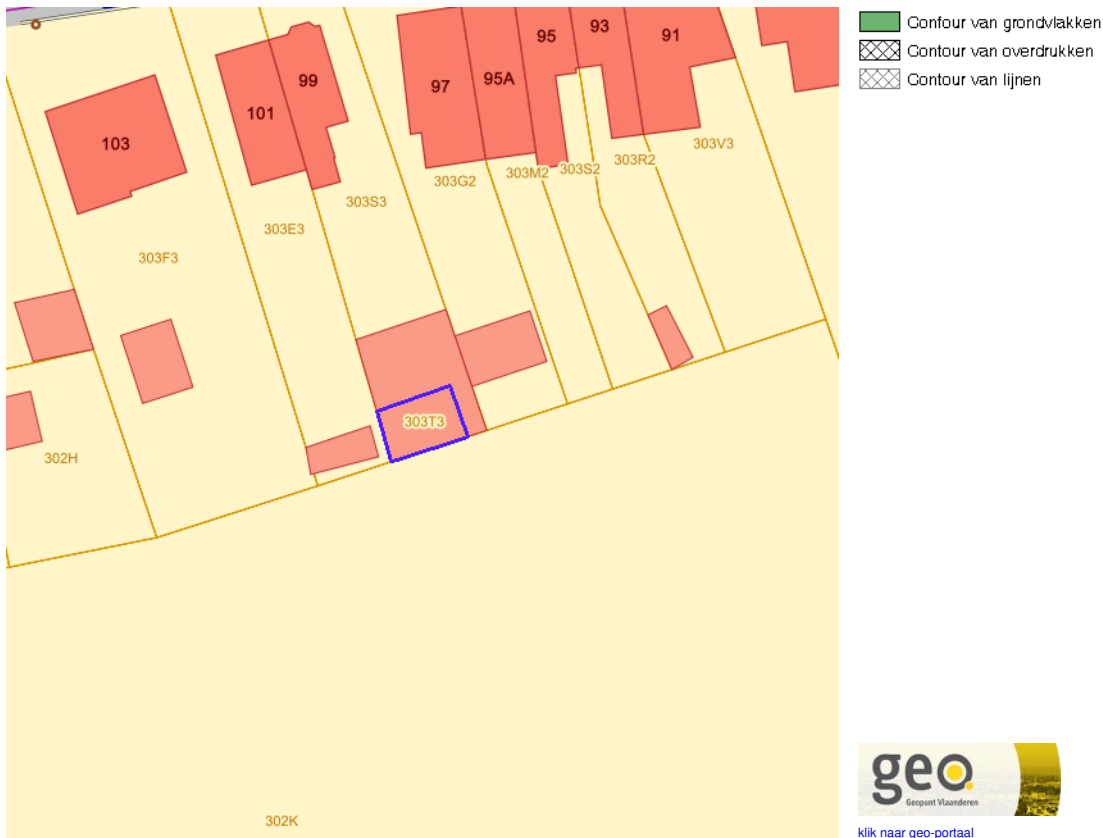 Contour van grondvlakken
Contour van overdrukken
Contour van lijnen
95
93
91
99
97
95A
101
103
303V3
303R2
303S2
303M2
303G2
303S3
303E3
303F3
303T3
302H
302K
geo.
Geopunt Vlaanderen
klik naar geo-portaal